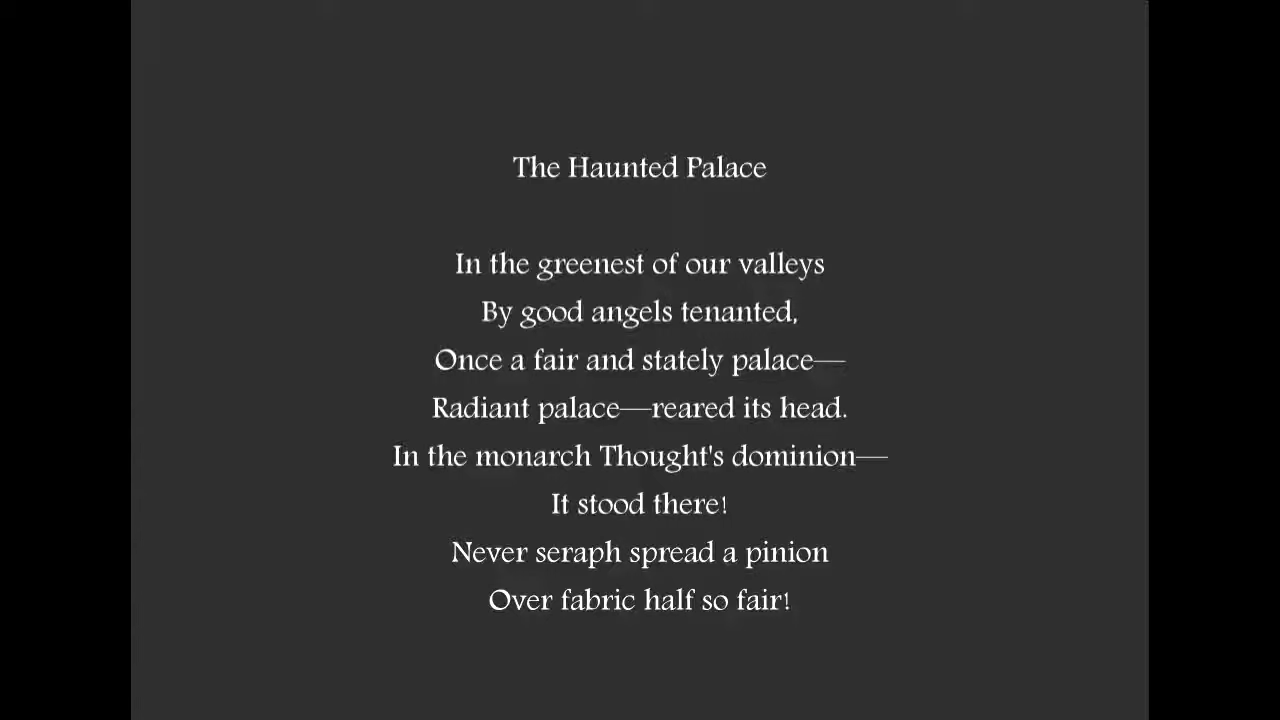 The Haunted Palace
In the greenest of our valleys
By good angels tenanted,
Once a fair and stately palace—
Radiant palace—reared its head.
In the monarch Thought's dominion—
It stood there!
Never seraph spread a pinion
Over fabric half so fair!